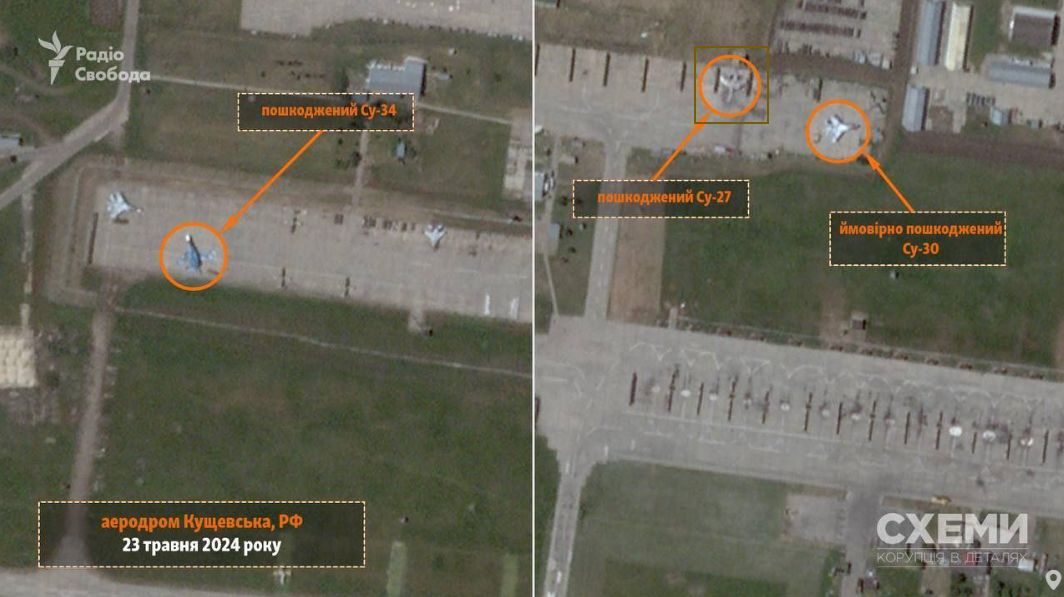 Радіо
Свобода
пошкоджений Су-34
пошкоджений Су-27
ймовірно пошкоджений
Су-30
аеродром Кущевська, РФ
23 травня 2024 року
СХЕМИ
КОРУПЦІЯ В ДЕТАЛЯХ